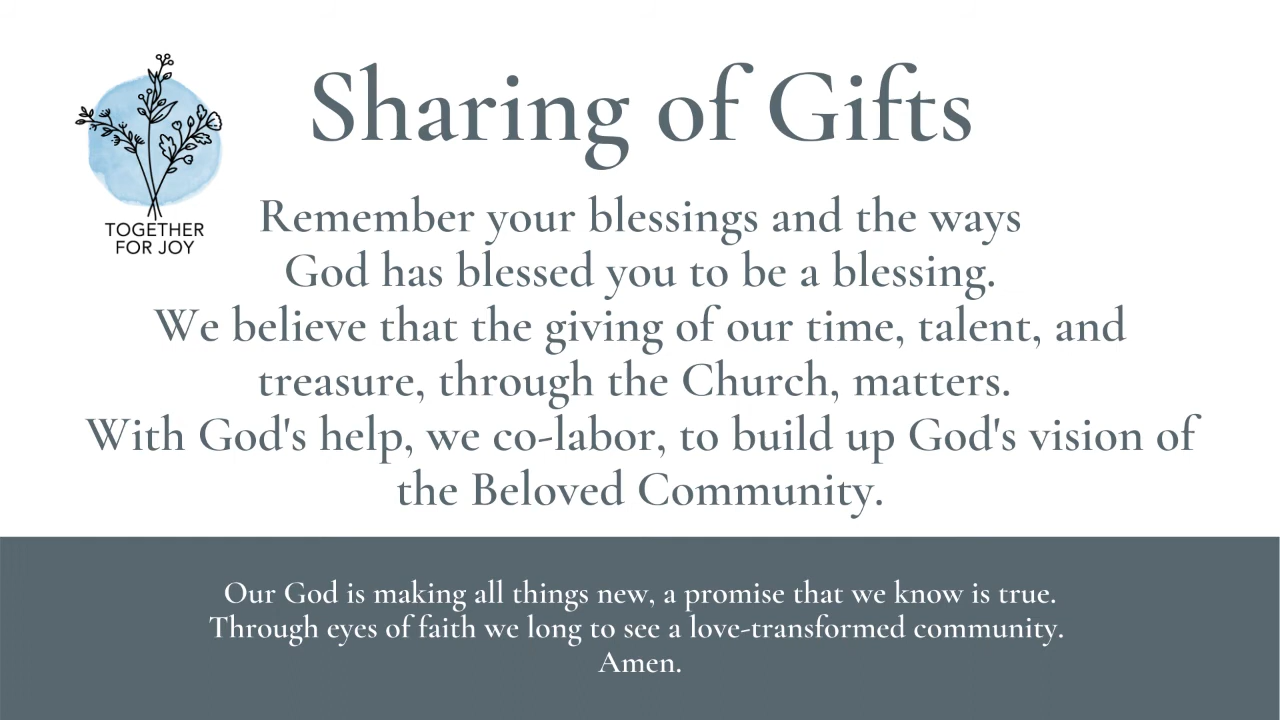 Sharing of Gifts
TOGETHER
FOR JOY
Remember your blessings and the ways
God has blessed you to be a blessing.
We believe that the giving of our time, talent, and
treasure, through the Church, matters.
With God's help, we co-labor, to build up God's vision of
the Beloved Community.
Our God is making all things new, a promise that we know is true.
Through eyes of faith we long to see a love-transformed community.
Amen.